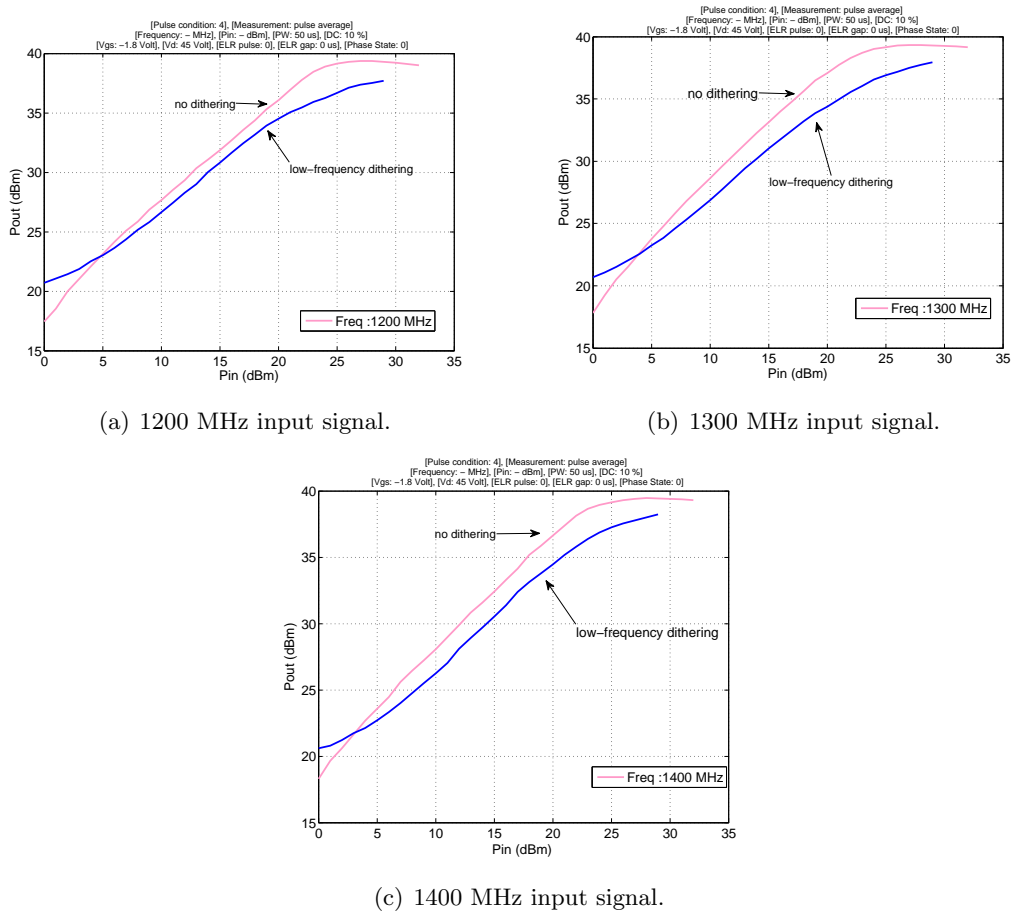 [Pulse condition: 4], [Measurement: pulse average]
[Frequency: − MHz], [Pin: − dBm], [PW: 50 us], [DC: 10 %]
[Vgs: −1.8 Volt], [Vd: 45 Volt], [ELR pulse: 0], [ELR gap: 0 us], [Phase State: 0]
40
35
30
25
20
15
0 5 10 15 20 25 30 35
Pout (dBm)
Pin (dBm)
no dithering
low−frequency dithering
Freq :1200 MHz
(a) 1200 MHz input signal.
[Pulse condition: 4], [Measurement: pulse average]
[Frequency: − MHz], [Pin: − dBm], [PW: 50 us], [DC: 10 %]
[Vgs: −1.8 Volt], [Vd: 45 Volt], [ELR pulse: 0], [ELR gap: 0 us], [Phase State: 0]
40
35
30
25
20
15
0 5 10 15 20 25 30 35
Pout (dBm)
Pin (dBm)
no dithering
low−frequency dithering
Freq :1300 MHz
(b) 1300 MHz input signal.
[Pulse condition: 4], [Measurement: pulse average]
[Frequency: − MHz], [Pin: − dBm], [PW: 50 us], [DC: 10 %]
[Vgs: −1.8 Volt], [Vd: 45 Volt], [ELR pulse: 0], [ELR gap: 0 us], [Phase State: 0]
40
35
30
25
20
15
0 5 10 15 20 25 30 35
Pout (dBm)
Pin (dBm)
no dithering
low−frequency dithering
Freq :1400 MHz
(c) 1400 MHz input signal.